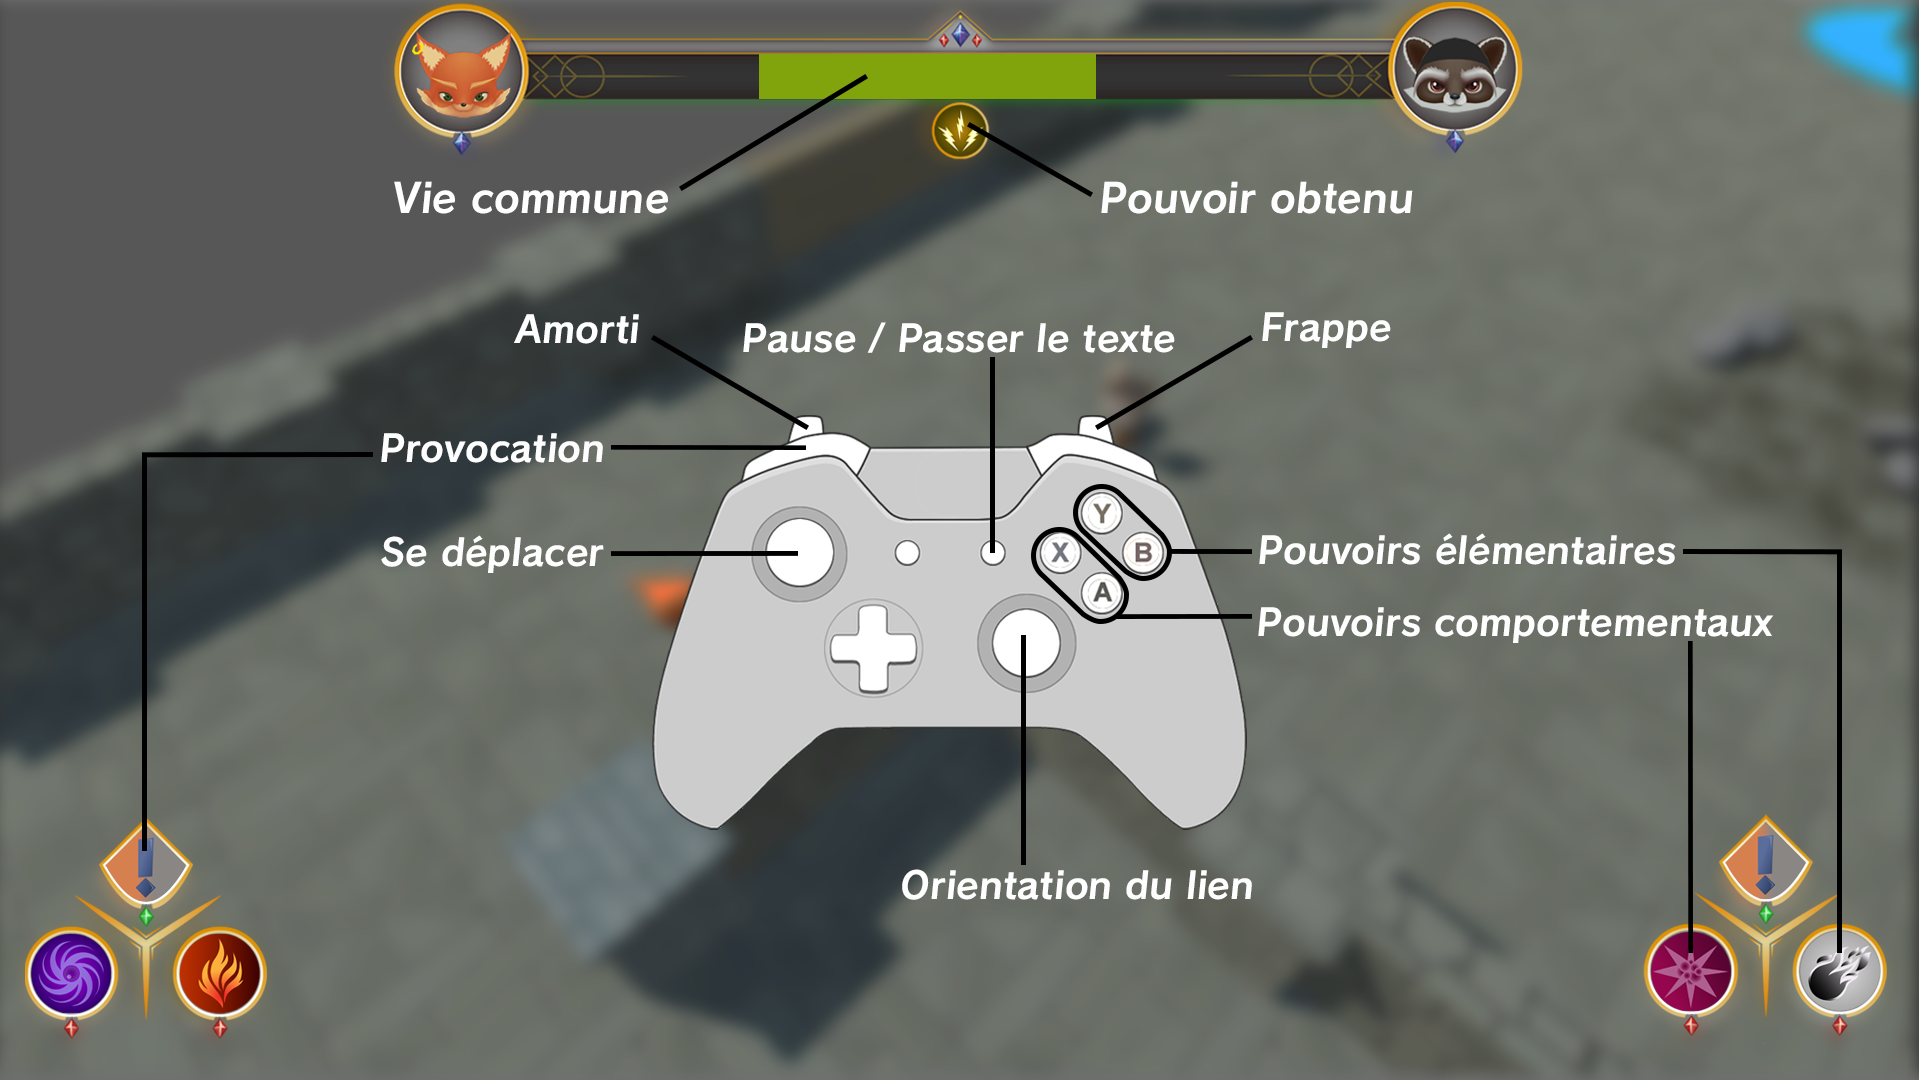 Vie commune
Pouvoir obtenu
Amorti
Pause / Passer le texte
Frappe
Provocation
Se déplacer
Y
X
B
A
Pouvoirs élémentaires
Pouvoirs comportementaux
Orientation du lien
!
!